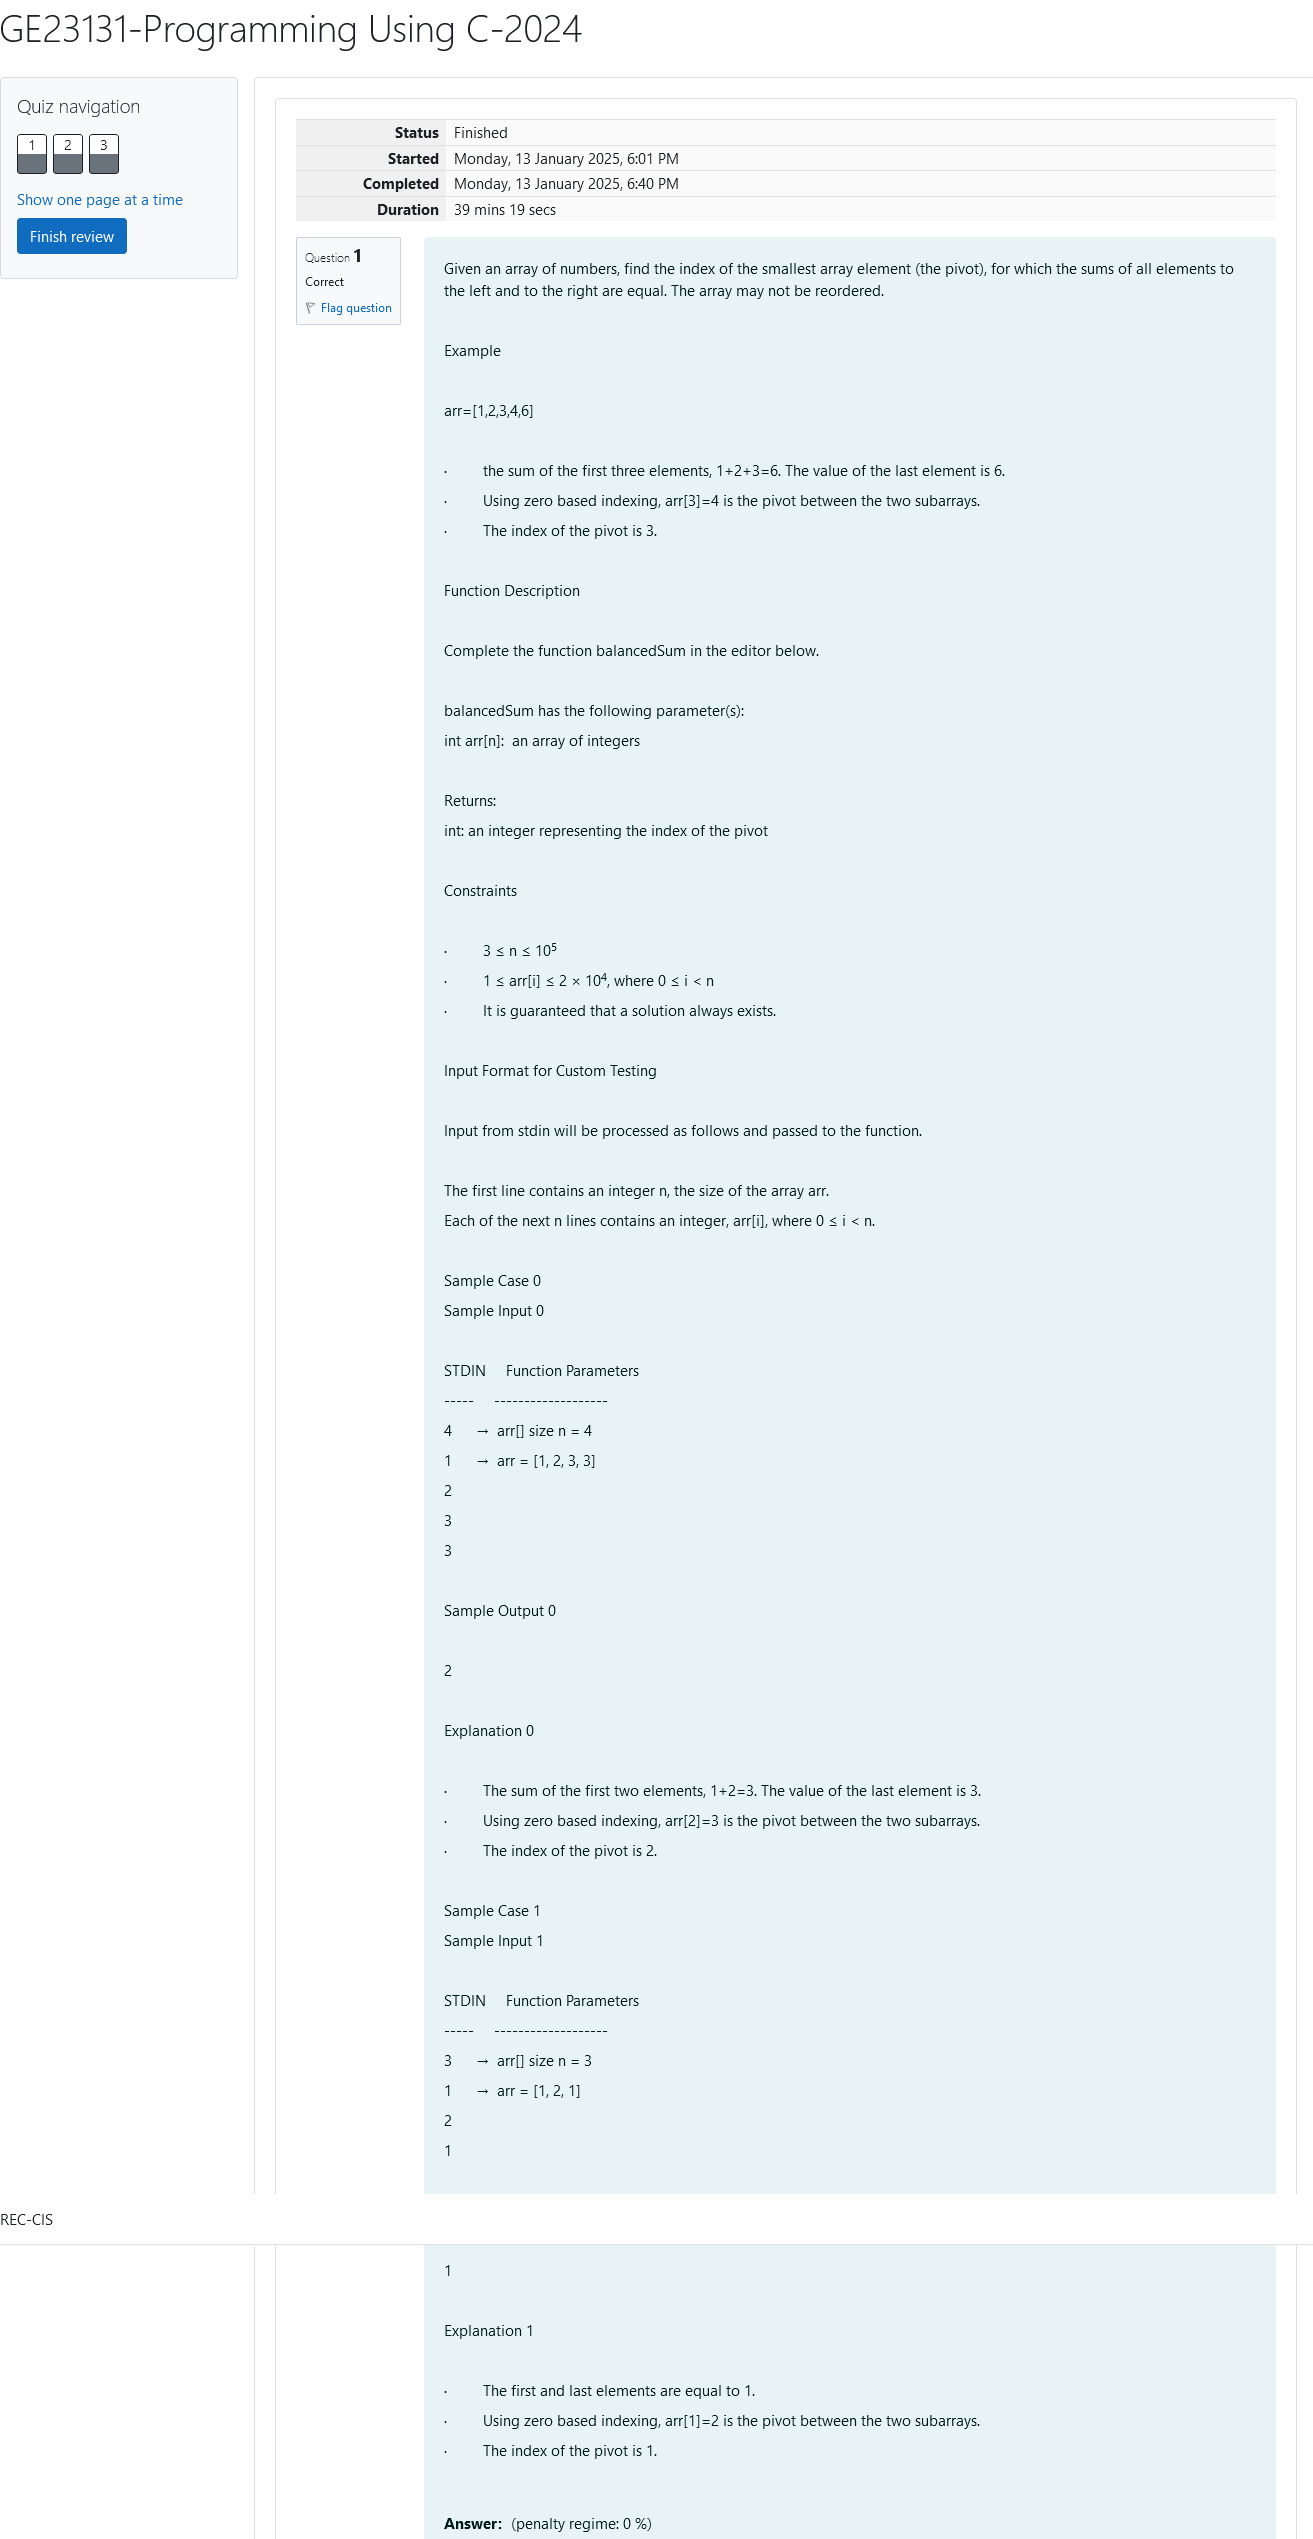 GE23131-Programming Using C-2024
Quiz navigation
1 2 3
Show one page at a time
Finish review
Status Finished
Started Monday, 13 January 2025, 6:01 PM
Completed Monday, 13 January 2025, 6:40 PM
Duration 39 mins 19 secs
Question 1
Correct
Flag question
Given an array of numbers, find the index of the smallest array element (the pivot), for which the sums of all elements to
the left and to the right are equal. The array may not be reordered.
Example
arr=[1,2,3,4,6]
· the sum of the first three elements, 1+2+3=6. The value of the last element is 6.
· Using zero based indexing, arr[3]=4 is the pivot between the two subarrays.
· The index of the pivot is 3.
Function Description
Complete the function balancedSum in the editor below.
balancedSum has the following parameter(s):
int arr[n]: an array of integers
Returns:
int: an integer representing the index of the pivot
Constraints
· 3 ≤ n ≤ 10⁵
· 1 ≤ arr[i] ≤ 2 × 10⁴, where 0 ≤ i < n
· It is guaranteed that a solution always exists.
Input Format for Custom Testing
Input from stdin will be processed as follows and passed to the function.
The first line contains an integer n, the size of the array arr.
Each of the next n lines contains an integer, arr[i], where 0 ≤ i < n.
Sample Case 0
Sample Input 0
STDIN Function Parameters
----- -------------------
4 → arr[] size n = 4
1 → arr = [1, 2, 3, 3]
2
3
3
Sample Output 0
2
Explanation 0
· The sum of the first two elements, 1+2=3. The value of the last element is 3.
· Using zero based indexing, arr[2]=3 is the pivot between the two subarrays.
· The index of the pivot is 2.
Sample Case 1
Sample Input 1
STDIN Function Parameters
----- -------------------
3 → arr[] size n = 3
1 → arr = [1, 2, 1]
2
1
REC-CIS
1
Explanation 1
· The first and last elements are equal to 1.
· Using zero based indexing, arr[1]=2 is the pivot between the two subarrays.
· The index of the pivot is 1.
Answer: (penalty regime: 0 %)